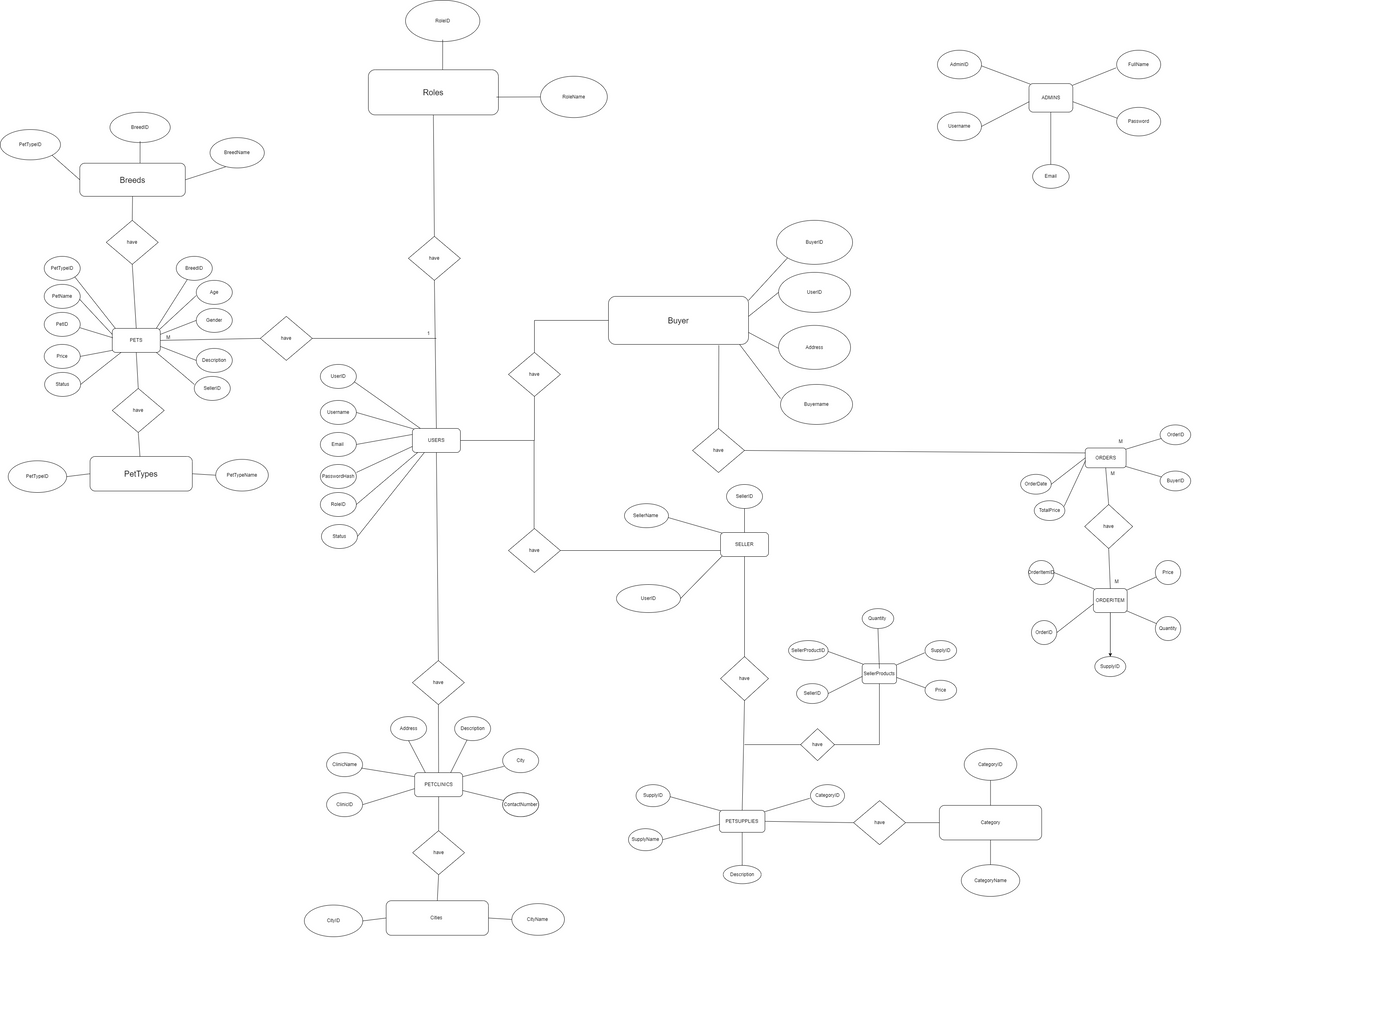 RoleID
Roles
RoleName
AdminID
FullName
ADMINS
Username
Password
Email
BreedID
PetTypeID
BreedName
Breeds
have
have
PetTypeID
BreedID
PetName
Age
PetID
Gender
PETS
M
have
1
Price
Description
Status
SellerID
have
PetTypes
PetTypeID
PetTypeName
BuyerID
UserID
Buyer
Address
Buyername
have
UserID
Username
USERS
Email
PasswordHash
RoleID
Status
have
have
M
OrderID
ORDERS
M
OrderDate
BuyerID
TotalPrice
have
M
OrderItemID
Price
ORDERITEM
OrderID
Quantity
SupplyID
SellerID
SellerName
SELLER
have
UserID
Quantity
SellerProductID
SupplyID
SellerProducts
SellerID
Price
have
have
have
Address
Description
ClinicName
City
PETCLINICS
ClinicID
ContactNumber
have
CityID
Cities
CityName
SupplyID
CategoryID
PETSUPPLIES
SupplyName
Description
have
CategoryID
Category
CategoryName